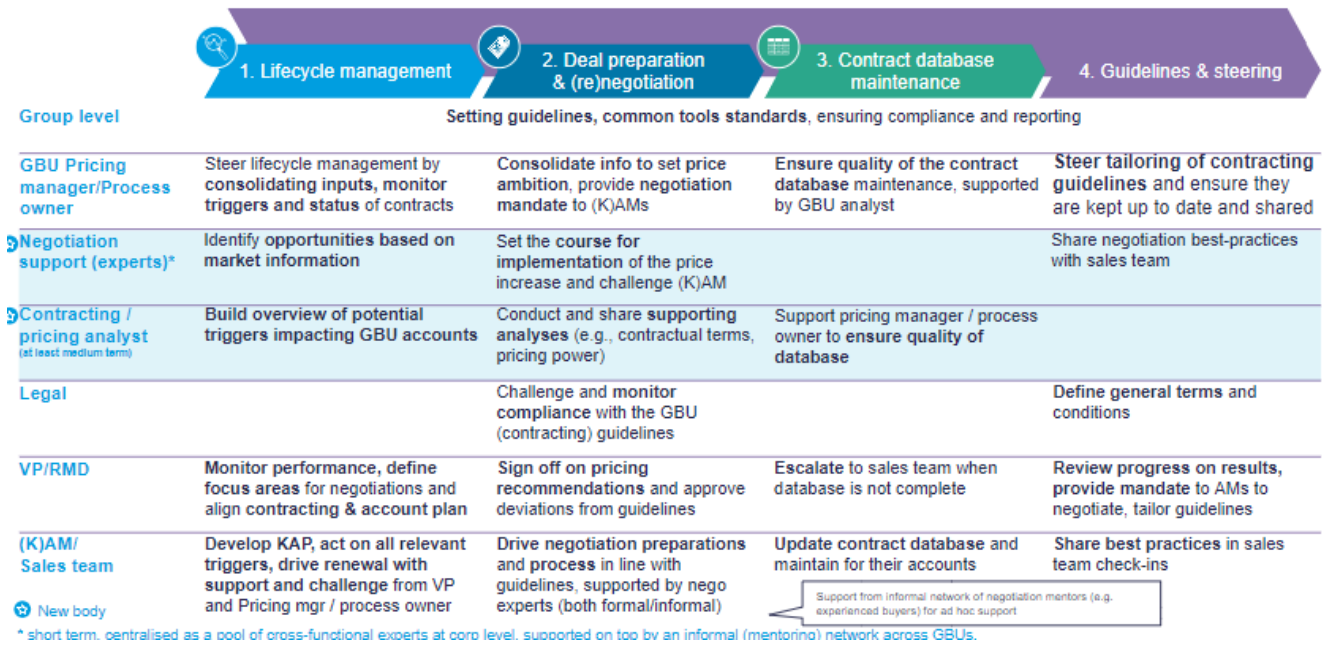 1. Lifecycle management
2. Deal preparation
& (re)negotiation
3. Contract database
maintenance
4. Guidelines & steering
Group level
Setting guidelines, common tools standards, ensuring compliance and reporting
GBU Pricing
manager/Process
owner
Steer lifecycle management by
consolidating inputs, monitor
triggers and status of contracts
Consolidate info to set price
ambition, provide negotiation
mandate to (K)AMs
Ensure quality of the contract
database maintenance, supported
by GBU analyst
Steer tailoring of contracting
guidelines and ensure they
are kept up to date and shared
Negotiation
support (experts)*
Identify opportunities based on
market information
Set the course for
implementation of the price
increase and challenge (K)AM
Share negotiation best-practices
with sales team
Contracting /
pricing analyst
(at least medium term)
Build overview of potential
triggers impacting GBU accounts
Conduct and share supporting
analyses (e.g., contractual terms,
pricing power)
Support pricing manager / process
owner to ensure quality of
database
Legal
Challenge and monitor
compliance with the GBU
(contracting) guidelines
Define general terms and
conditions
VP/RMD
Monitor performance, define
focus areas for negotiations and
align contracting & account plan
Sign off on pricing
recommendations and approve
deviations from guidelines
Escalate to sales team when
database is not complete
Review progress on results,
provide mandate to AMs to
negotiate, tailor guidelines
(K)AM/
Sales team
Develop KAP, act on all relevant
triggers, drive renewal with
support and challenge from VP
and Pricing mgr / process owner
Drive negotiation preparations
and process in line with
guidelines, supported by nego
experts (both formal/informal)
Update contract database and
maintain for their accounts
Share best practices in sales
team check-ins
Support from informal network of negotiation mentors (e.g.
experienced buyers) for ad hoc support
New body
* short term, centralised as a pool of cross-functional experts at corp level, supported on top by an informal (mentoring) network across GBUs.